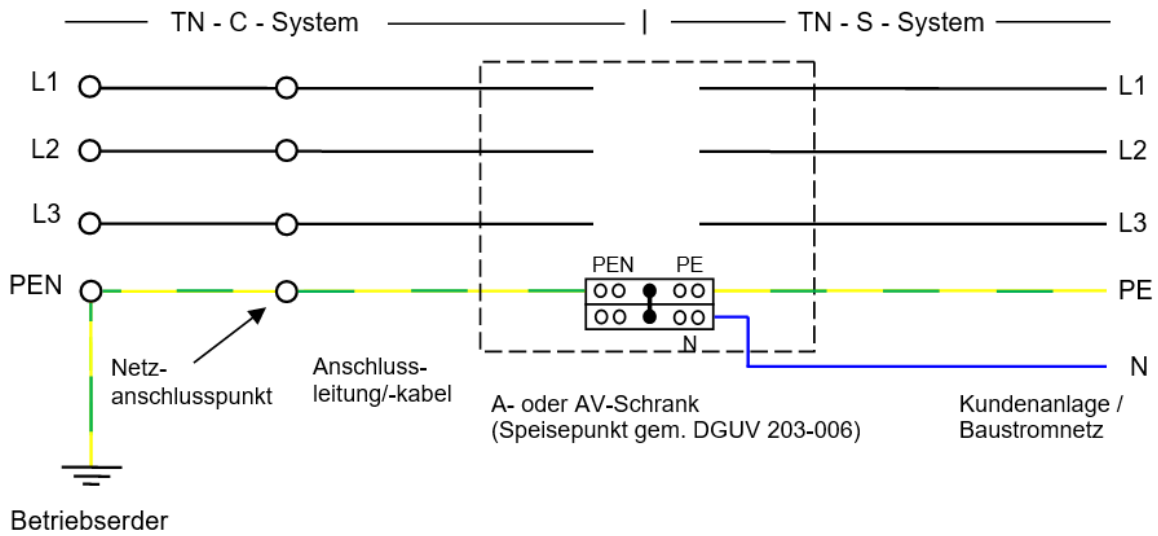 TN - C - System
TN - S - System
L1
L1
L2
L2
L3
L3
PEN
PEN
PE
PE
N
N
Netz-
anschlusspunkt
Anschluss-
leitung/-kabel
A- oder AV-Schrank
(Speisepunkt gem. DGUV 203-006)
Kundenanlage /
Baustromnetz
Betriebserder